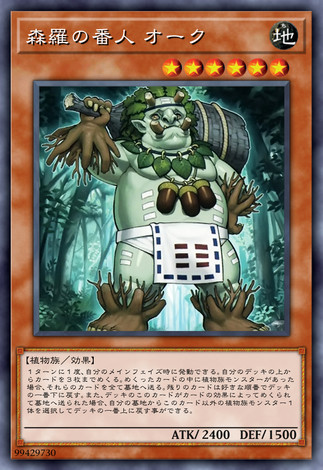 森羅の番人 オーク
地
【植物族/効果】
1ターンに1度、自分のメインフェイズ時に発動できる。自分のデッキの上か
らカードを3枚までめくる。めくったカードの中に植物族モンスターがあった
場合、それらのカードを全て墓地へ送る。残りのカードは好きな順番でデッキ
の一番下に戻す。また、デッキのこのカードがカードの効果によってめくられ
て墓地へ送られた場合、自分の墓地からこのカード以外の植物族モンスター1
体を選択してデッキの一番上に戻す事ができる。
ATK/ 2400 DEF/1500
99429730